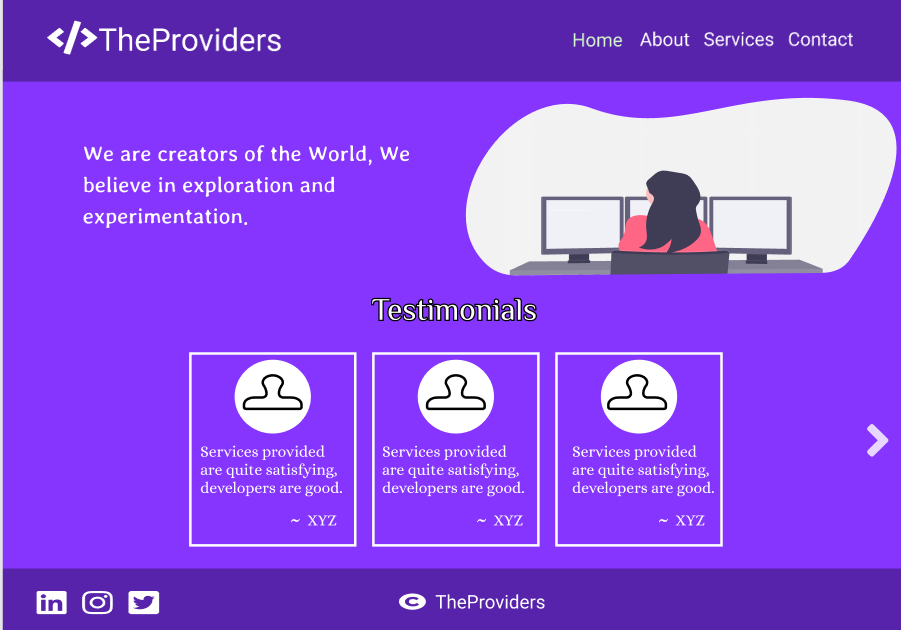 </>TheProviders
Home About Services Contact
We are creators of the World, We
believe in exploration and
experimentation.
Testimonials
Services provided
are quite satisfying,
developers are good.
~ XYZ
Services provided
are quite satisfying,
developers are good.
~ XYZ
Services provided
are quite satisfying,
developers are good.
~ XYZ
in
© TheProviders